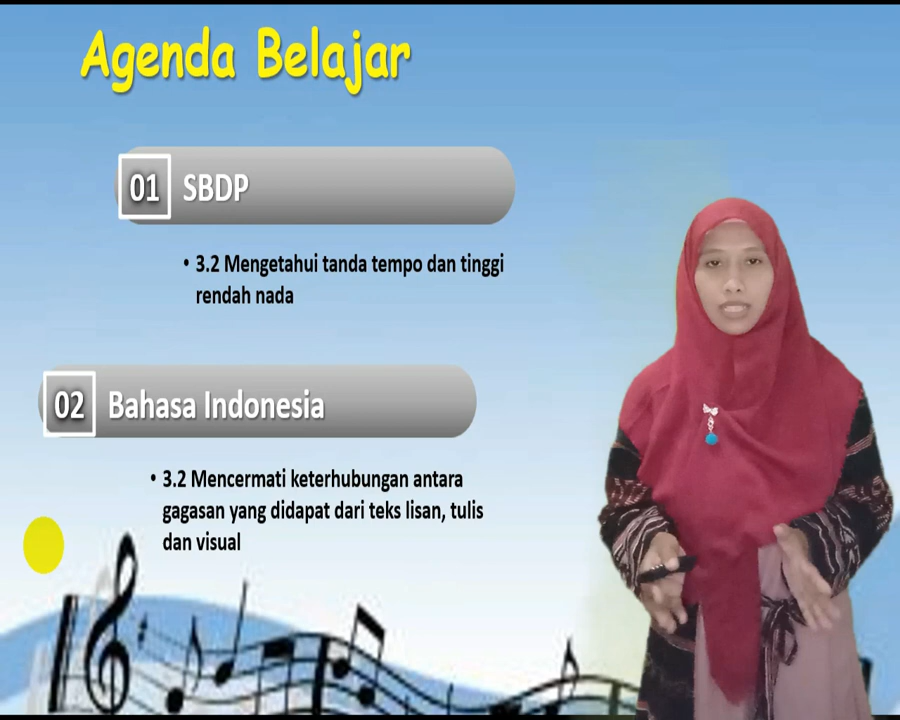 Agenda Belajar
01 SBDP
• 3.2 Mengetahui tanda tempo dan tinggi
rendah nada
02 Bahasa Indonesia
• 3.2 Mencermati keterhubungan antara
gagasan yang didapat dari teks lisan, tulis
dan visual